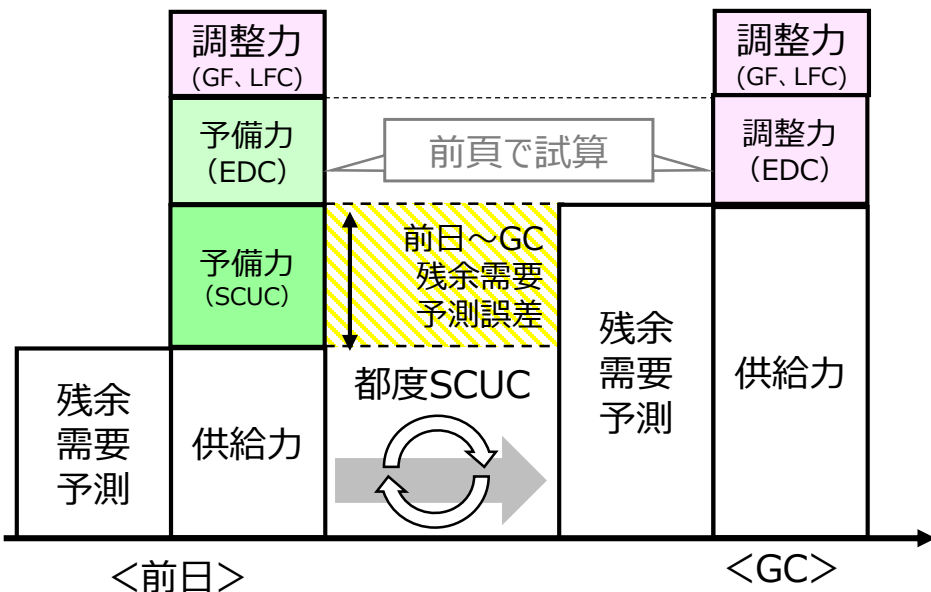 調整力
(GF、LFC)
予備力
（EDC）
予備力
（SCUC）
残余
需要
予測
供給力
前頁で試算
前日～GC
残余需要
予測誤差
都度SCUC
残余
需要
予測
調整力
(GF、LFC)
調整力
（EDC）
供給力
＜前日＞
＜GC＞